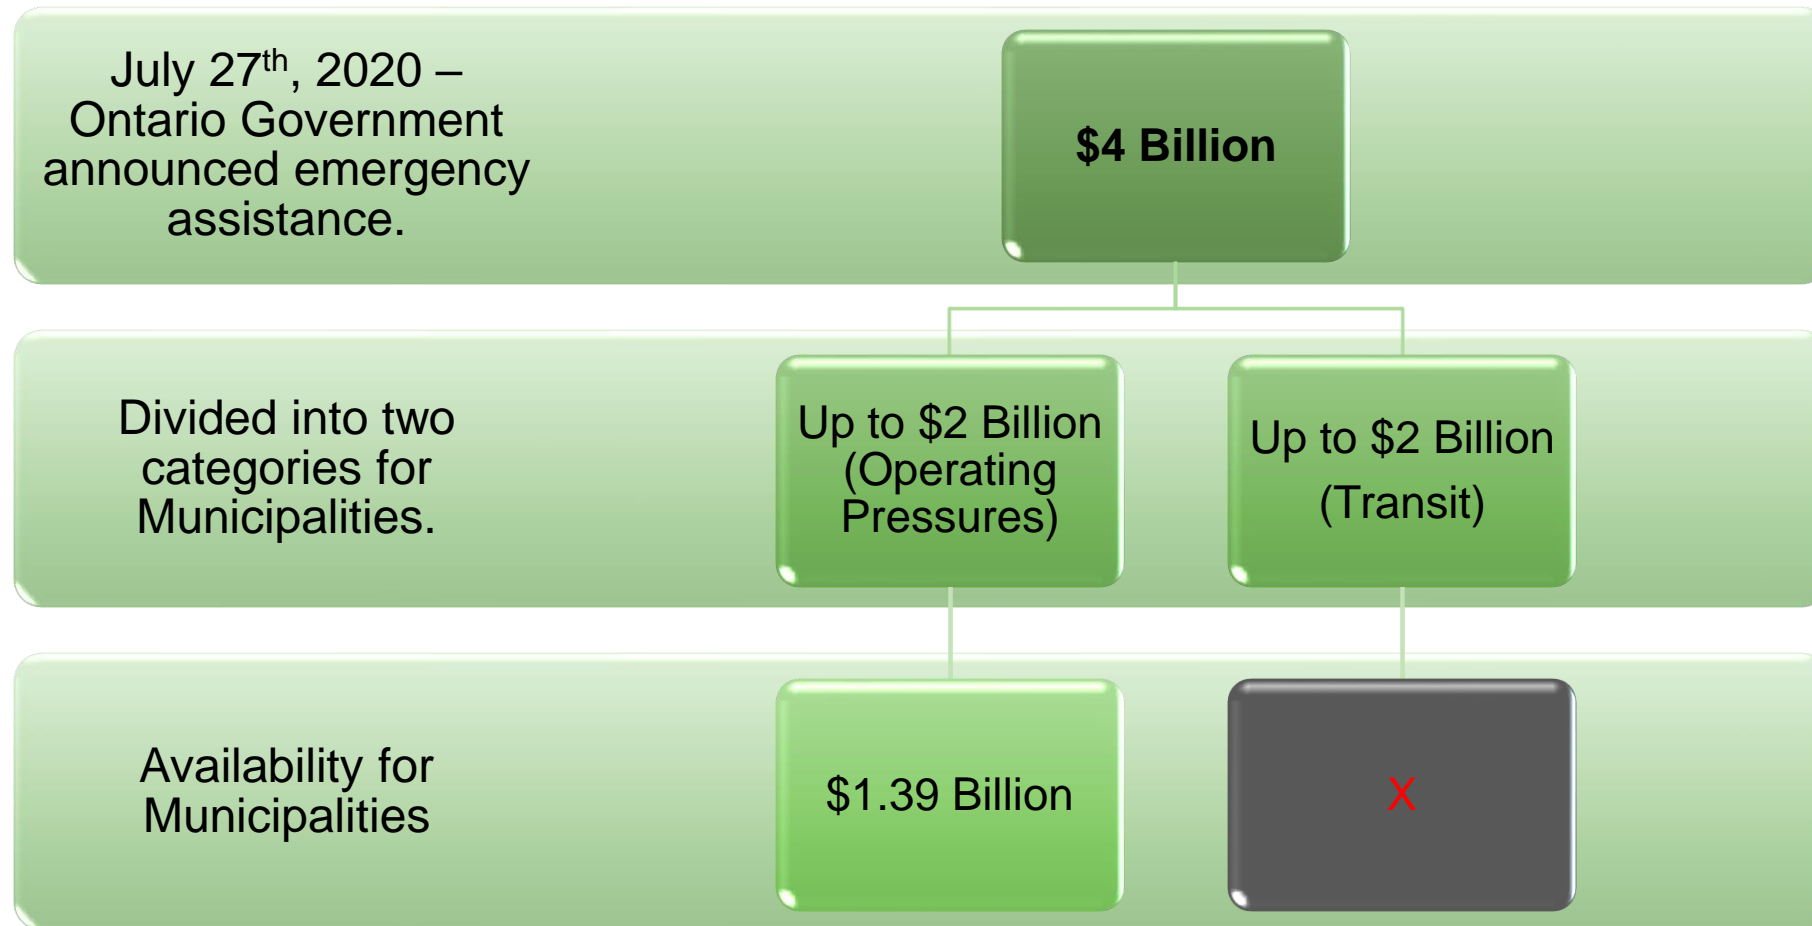 July 27th, 2020 –
Ontario Government
announced emergency
assistance.
$4 Billion
Divided into two
categories for
Municipalities.
Up to $2 Billion
(Operating
Pressures)
Up to $2 Billion
(Transit)
Availability for
Municipalities
$1.39 Billion
X